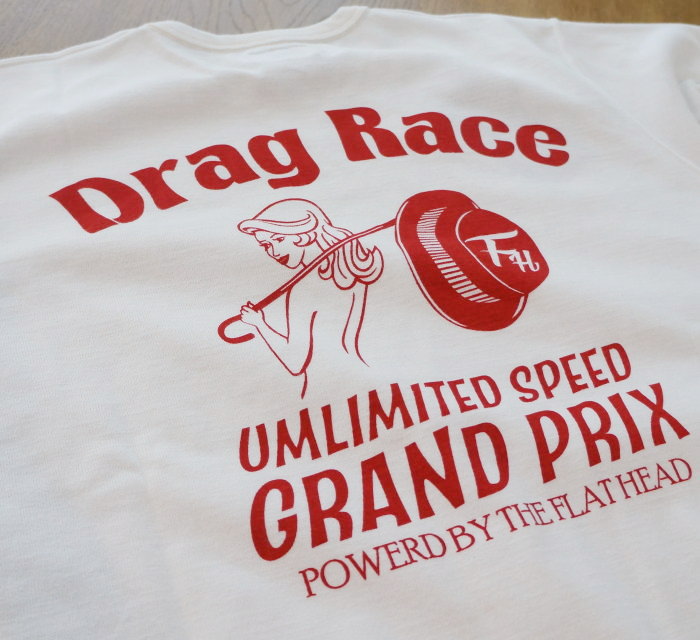 Drag Race
FH
UMLIMITED SPEED
GRAND PRIX
POWERD BY THE FLAT HEAD